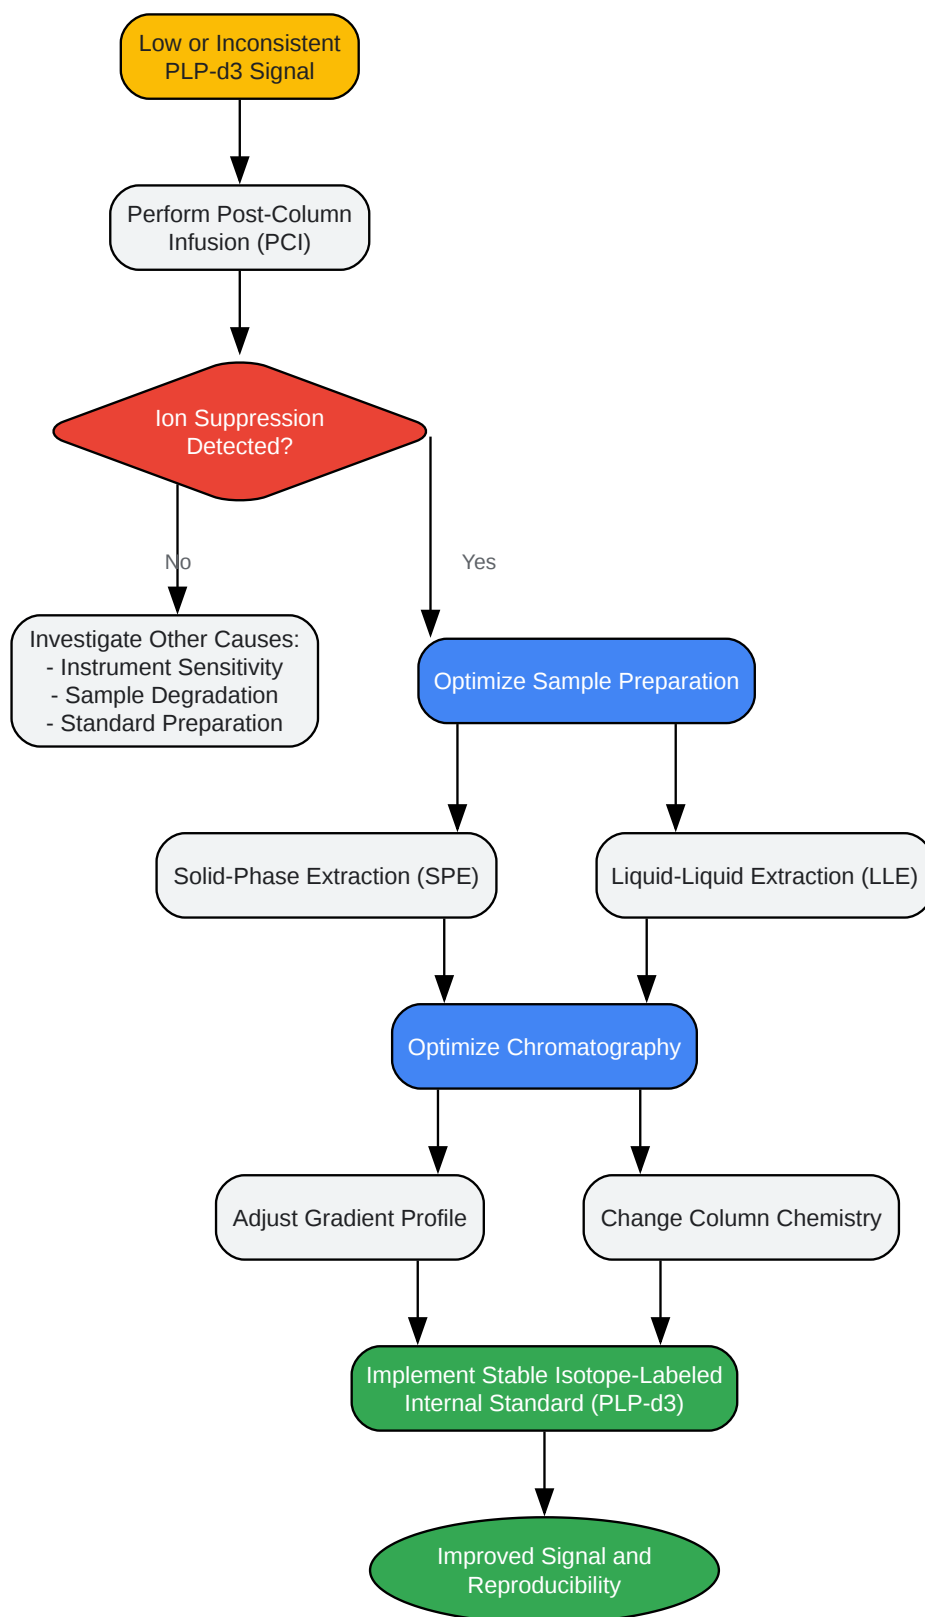 Low or Inconsistent
PLP-d3 Signal
Perform Post-Column
Infusion (PCI)
Ion Suppression
Detected?
No
Yes
Investigate Other Causes:
- Instrument Sensitivity
- Sample Degradation
- Standard Preparation
Optimize Sample Preparation
Solid-Phase Extraction (SPE)
Liquid-Liquid Extraction (LLE)
Optimize Chromatography
Adjust Gradient Profile
Change Column Chemistry
Implement Stable Isotope-Labeled
Internal Standard (PLP-d3)
Improved Signal and
Reproducibility